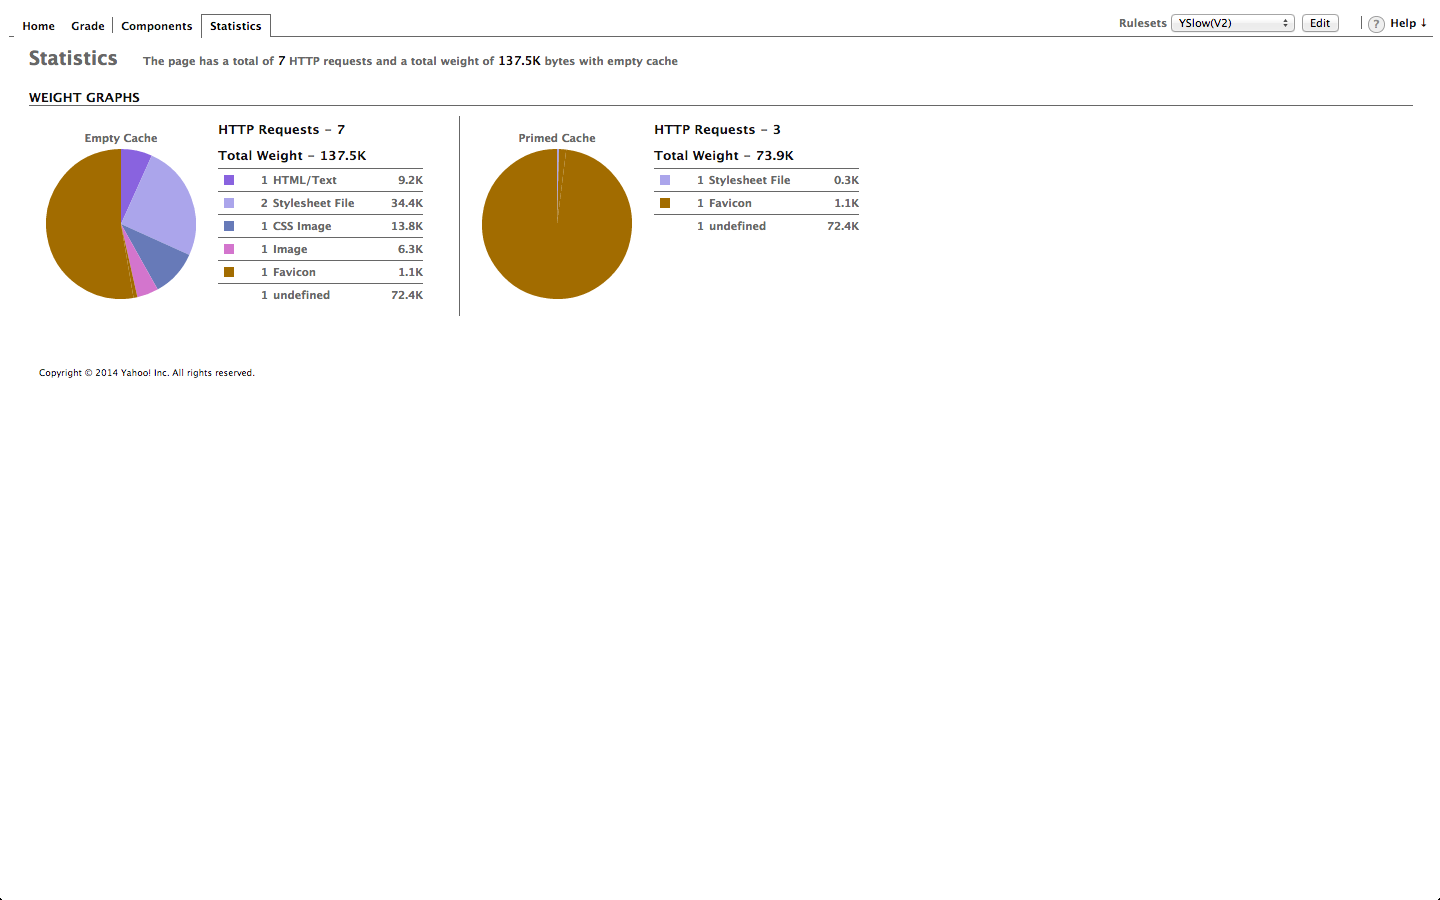 Home Grade Components Statistics Rulesets YSlow(V2) Edit ? Help ↓
Statistics The page has a total of 7 HTTP requests and a total weight of 137.5K bytes with empty cache
WEIGHT GRAPHS
Empty Cache
HTTP Requests - 7
Total Weight - 137.5K
1 HTML/Text 9.2K
2 Stylesheet File 34.4K
1 CSS Image 13.8K
1 Image 6.3K
1 Favicon 1.1K
1 undefined 72.4K
Primed Cache
HTTP Requests - 3
Total Weight - 73.9K
1 Stylesheet File 0.3K
1 Favicon 1.1K
1 undefined 72.4K
Copyright © 2014 Yahoo! Inc. All rights reserved.